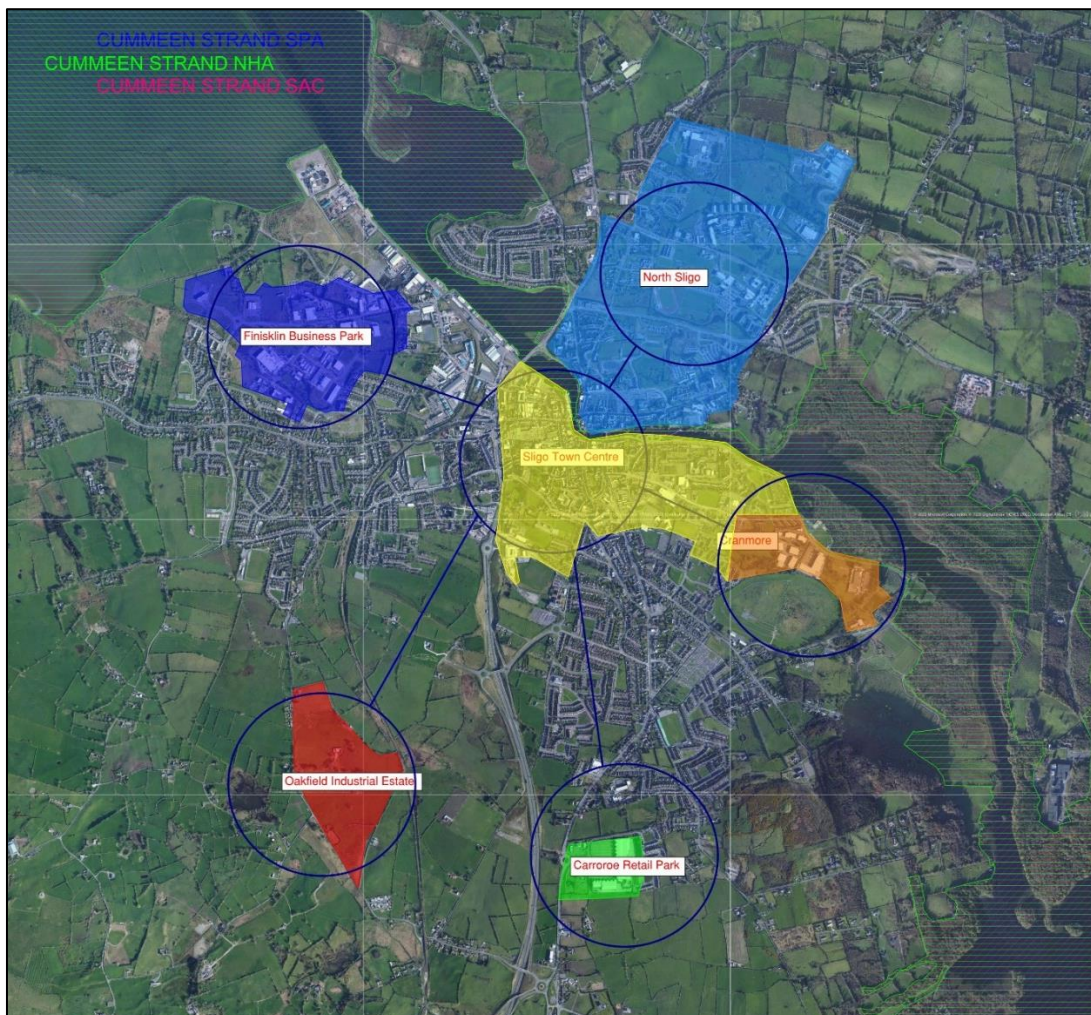 CUMMEEN STRAND SPA
CUMMEEN STRAND NHA
CUMMEEN STRAND SAC
North Sligo
Finisklin Business Park
Sligo Town Centre
Cranmore
Oakfield Industrial Estate
Carroroe Retail Park